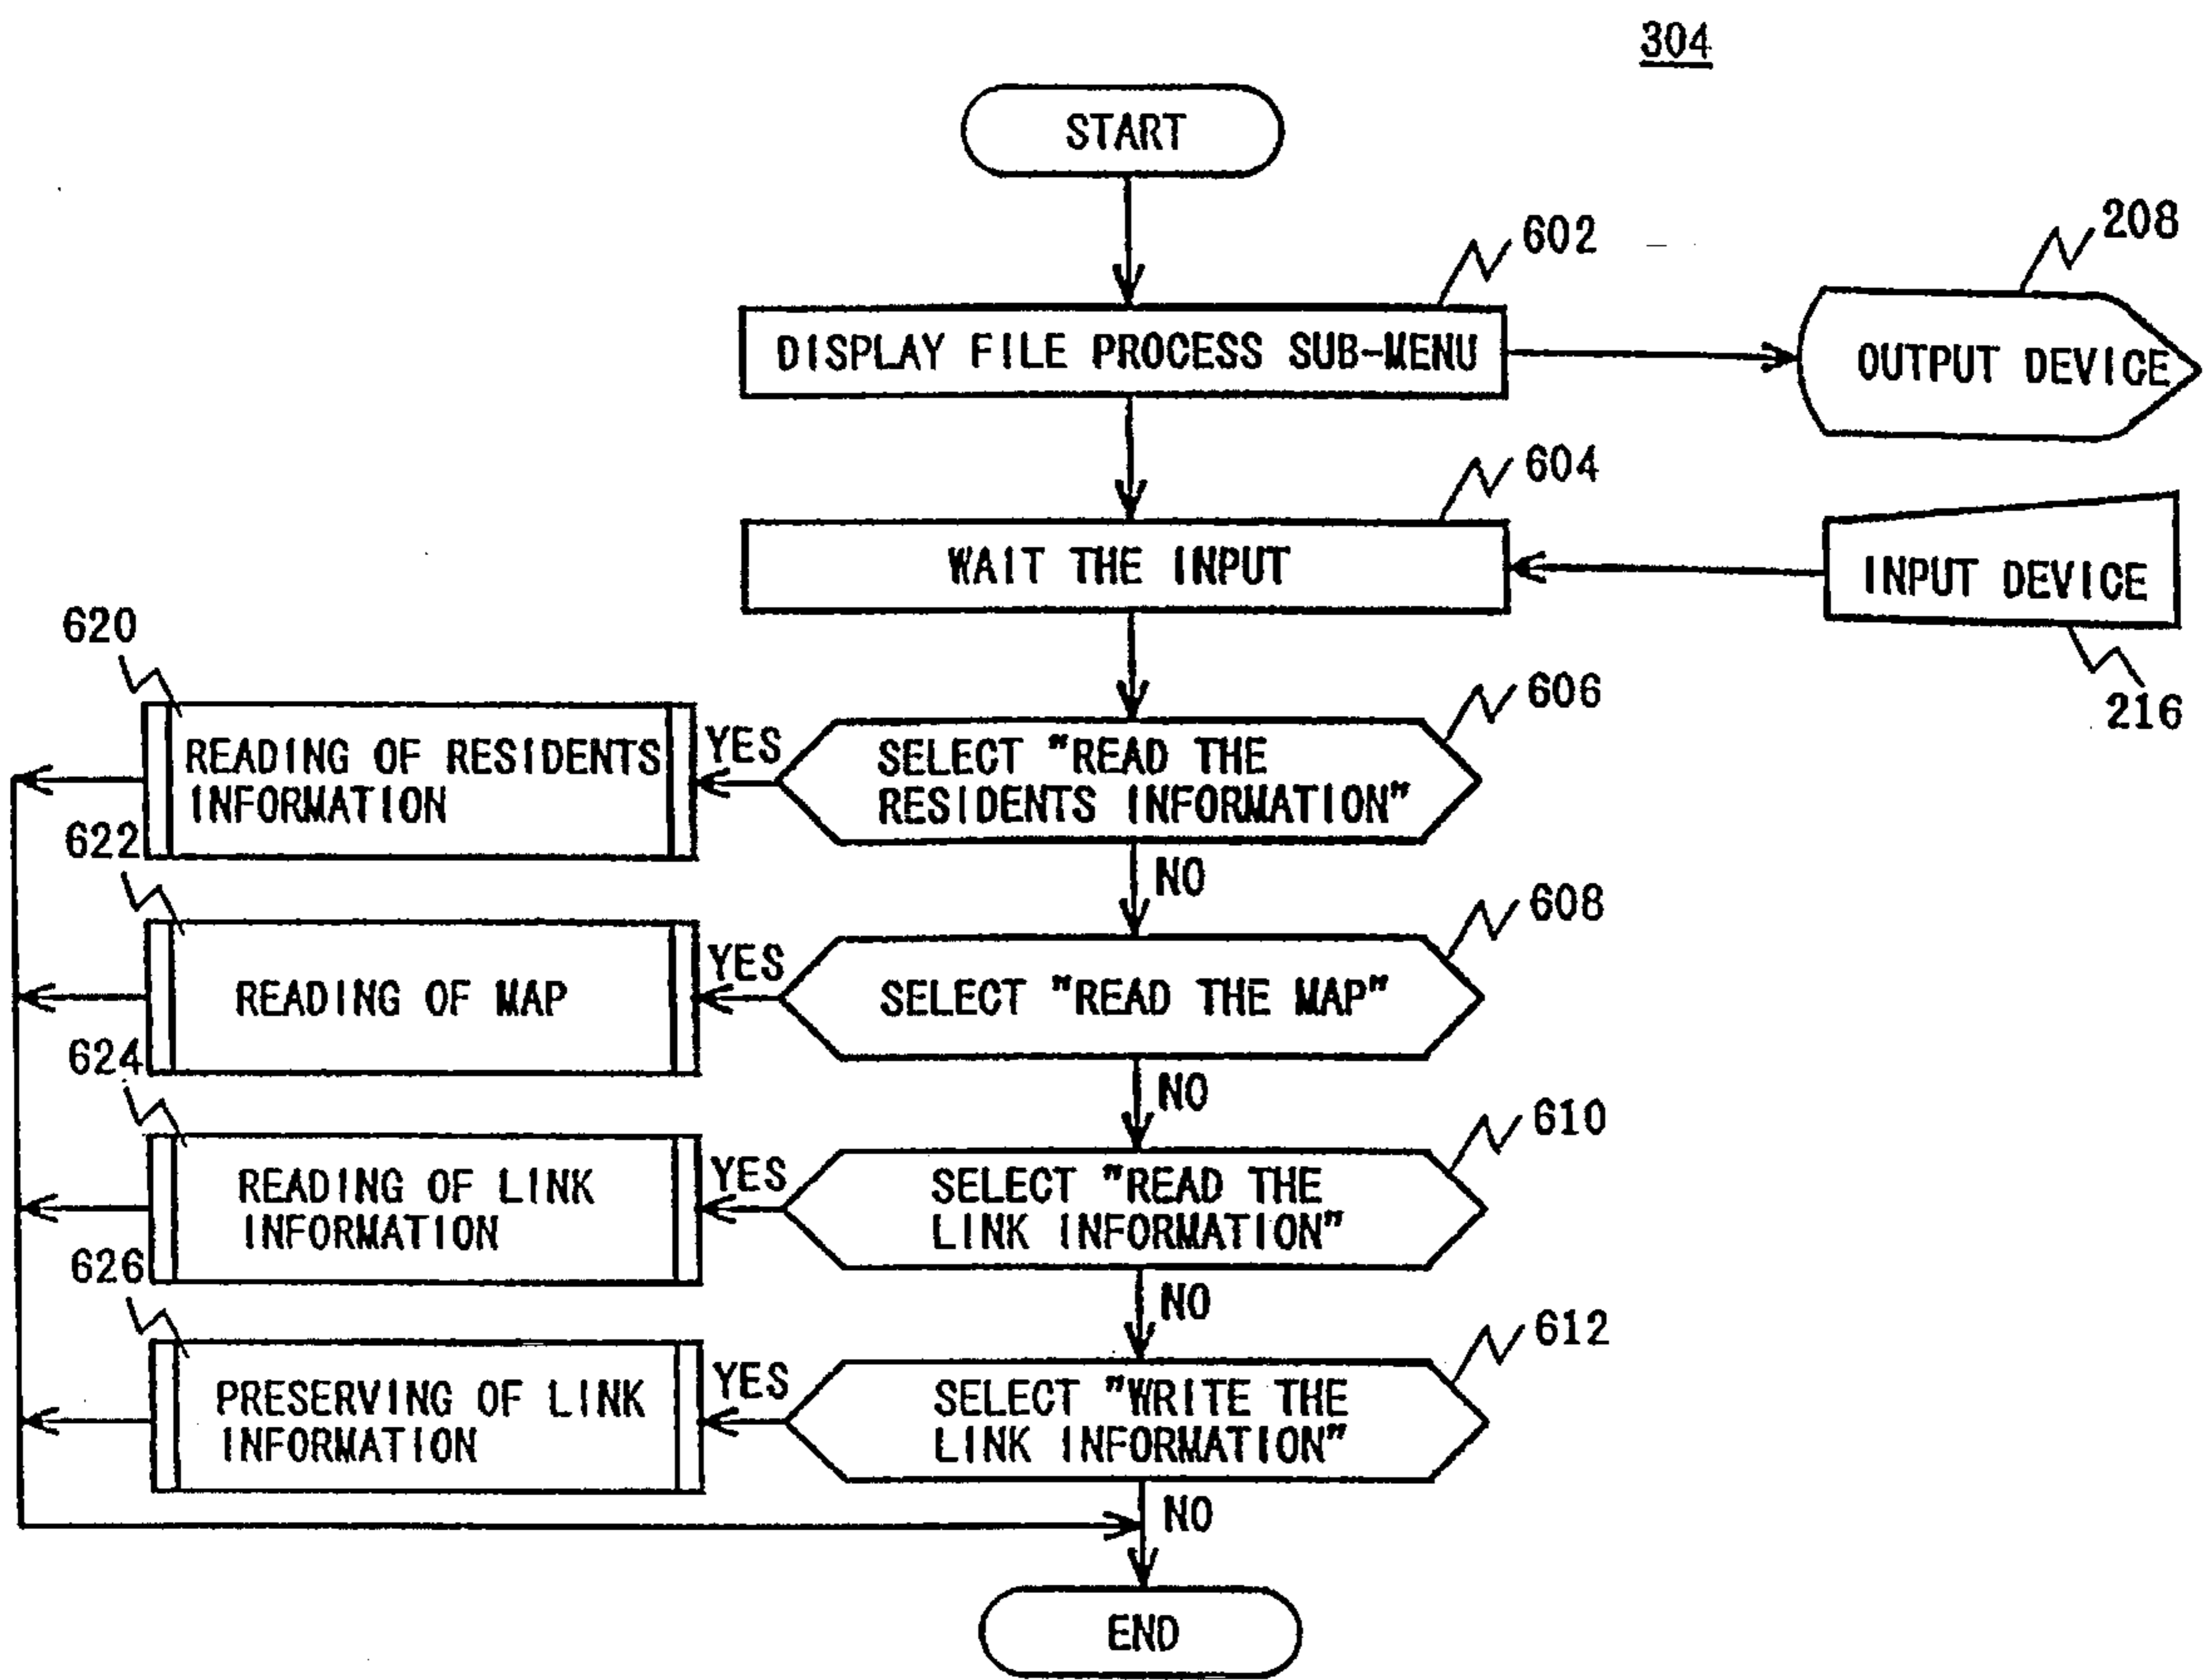 304
START
602
208
DISPLAY FILE PROCESS SUB-MENU
OUTPUT DEVICE
604
WAIT THE INPUT
INPUT DEVICE
216
620
606
READING OF RESIDENTS
INFORMATION
YES
SELECT "READ THE
RESIDENTS INFORMATION"
NO
622
608
READING OF MAP
YES
SELECT "READ THE MAP"
NO
624
610
READING OF LINK
INFORMATION
YES
SELECT "READ THE
LINK INFORMATION"
NO
626
612
PRESERVING OF LINK
INFORMATION
YES
SELECT "WRITE THE
LINK INFORMATION"
NO
END